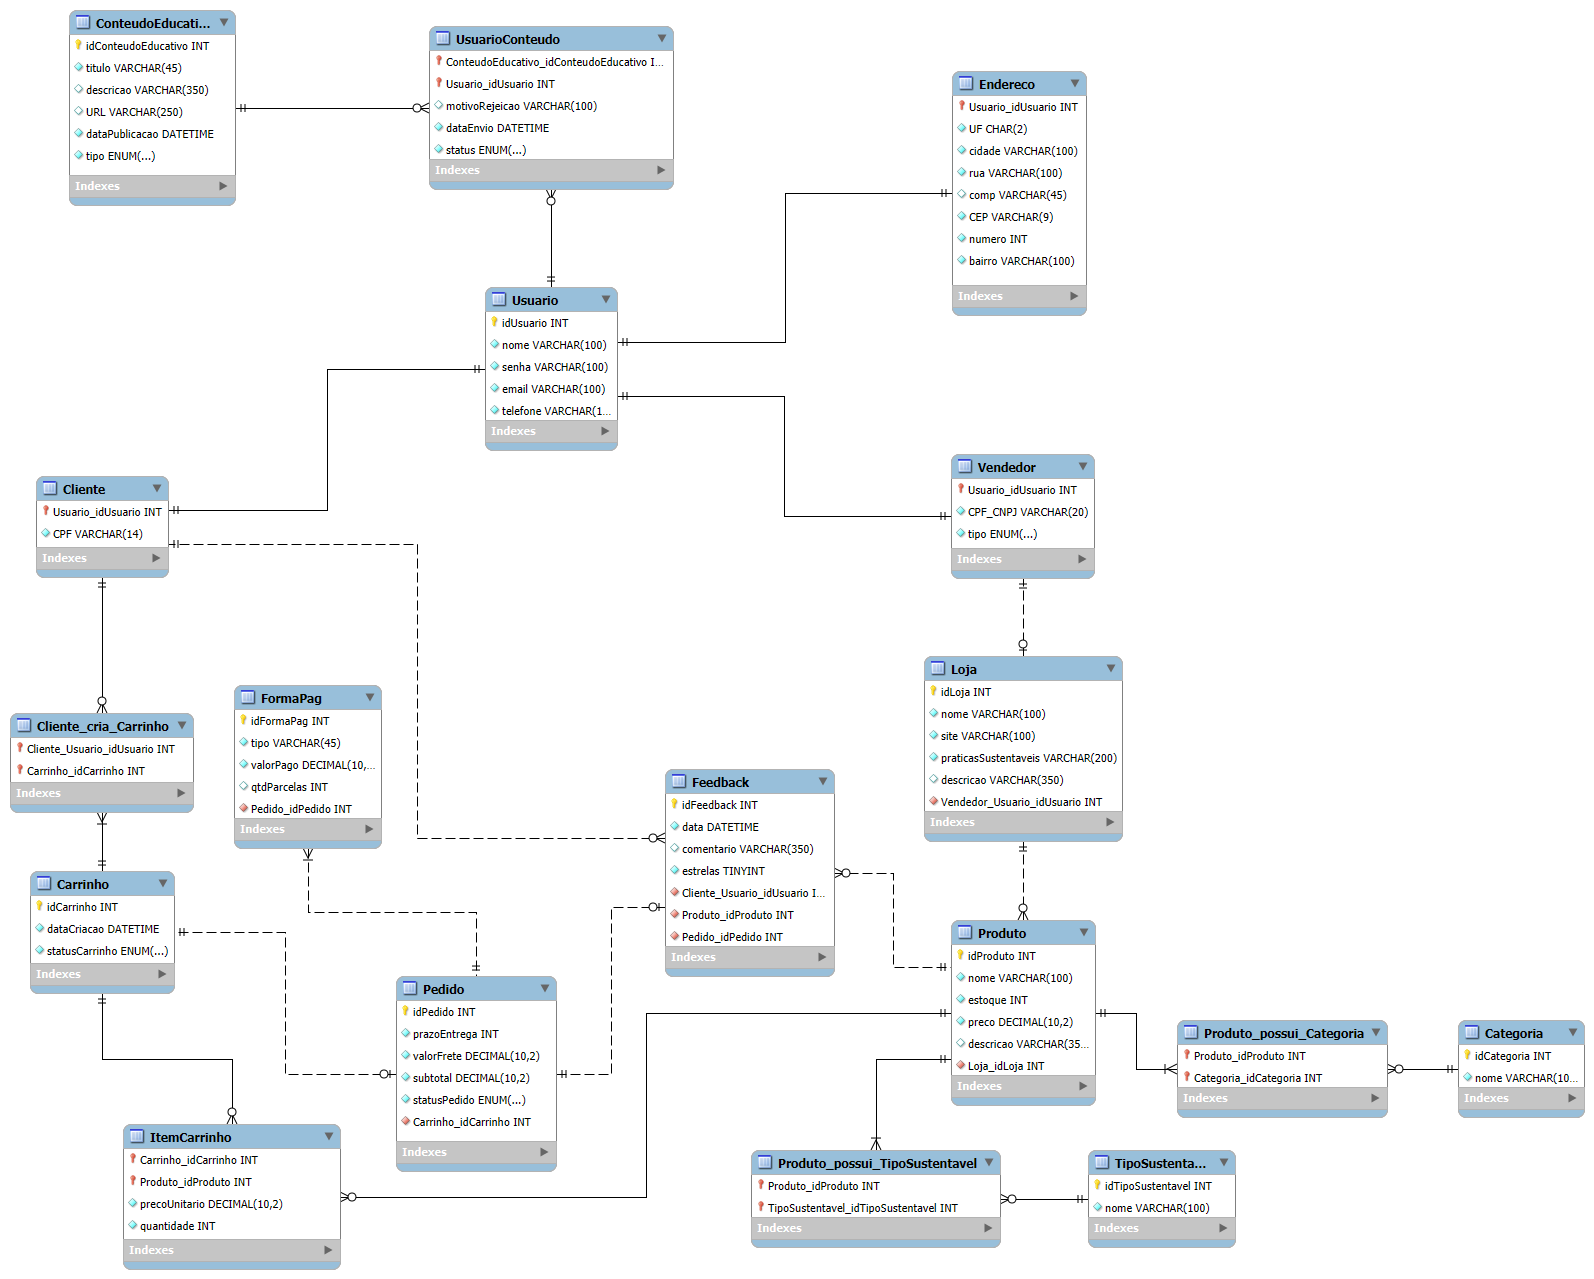 ConteudoEducati...
idConteudoEducativo INT
titulo VARCHAR(45)
descricao VARCHAR(350)
URL VARCHAR(250)
dataPublicacao DATETIME
tipo ENUM(...)
Indexes
UsuarioConteudo
ConteudoEducativo_idConteudoEducativo I...
Usuario_idUsuario INT
motivoRejeicao VARCHAR(100)
dataEnvio DATETIME
status ENUM(...)
Indexes
Endereco
Usuario_idUsuario INT
UF CHAR(2)
cidade VARCHAR(100)
rua VARCHAR(100)
comp VARCHAR(45)
CEP VARCHAR(9)
numero INT
bairro VARCHAR(100)
Indexes
Usuario
idUsuario INT
nome VARCHAR(100)
senha VARCHAR(100)
email VARCHAR(100)
telefone VARCHAR(1...
Indexes
Cliente
Usuario_idUsuario INT
CPF VARCHAR(14)
Indexes
Vendedor
Usuario_idUsuario INT
CPF_CNPJ VARCHAR(20)
tipo ENUM(...)
Indexes
Loja
idLoja INT
nome VARCHAR(100)
site VARCHAR(100)
praticasSustentaveis VARCHAR(200)
descricao VARCHAR(350)
Vendedor_Usuario_idUsuario INT
Indexes
Cliente_cria_Carrinho
Cliente_Usuario_idUsuario INT
Carrinho_idCarrinho INT
Indexes
FormaPag
idFormaPag INT
tipo VARCHAR(45)
valorPago DECIMAL(10,...
qtdParcelas INT
Pedido_idPedido INT
Indexes
Feedback
idFeedback INT
data DATETIME
comentario VARCHAR(350)
estrelas TINYINT
Cliente_Usuario_idUsuario I...
Produto_idProduto INT
Pedido_idPedido INT
Indexes
Carrinho
idCarrinho INT
dataCriacao DATETIME
statusCarrinho ENUM(...)
Indexes
Pedido
idPedido INT
prazoEntrega INT
valorFrete DECIMAL(10,2)
subtotal DECIMAL(10,2)
statusPedido ENUM(...)
Carrinho_idCarrinho INT
Indexes
Produto
idProduto INT
nome VARCHAR(100)
estoque INT
preco DECIMAL(10,2)
descricao VARCHAR(35...
Loja_idLoja INT
Indexes
Produto_possui_Categoria
Produto_idProduto INT
Categoria_idCategoria INT
Indexes
Categoria
idCategoria INT
nome VARCHAR(10...
Indexes
ItemCarrinho
Carrinho_idCarrinho INT
Produto_idProduto INT
precoUnitario DECIMAL(10,2)
quantidade INT
Indexes
Produto_possui_TipoSustentavel
Produto_idProduto INT
TipoSustentavel_idTipoSustentavel INT
Indexes
TipoSustenta...
idTipoSustentavel INT
nome VARCHAR(100)
Indexes